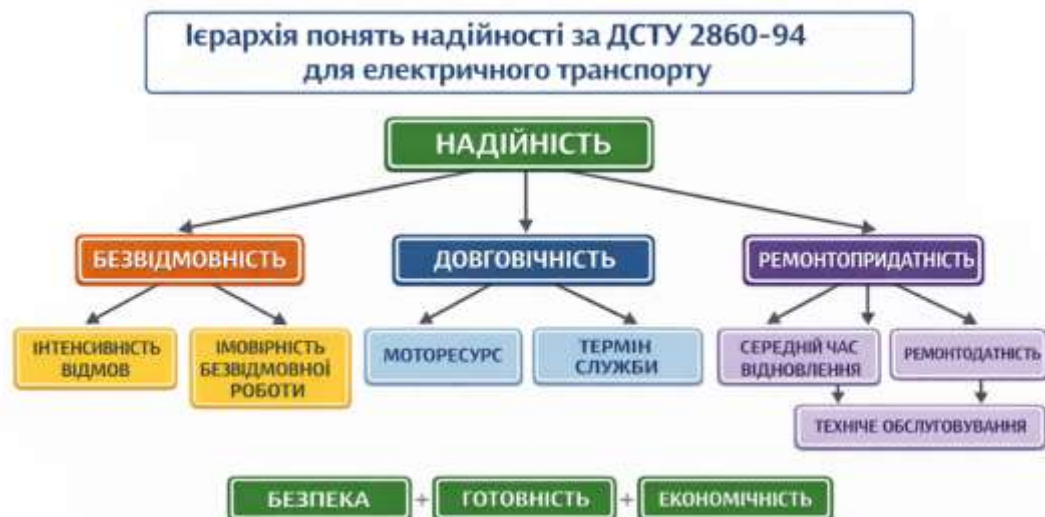 Ієрархія понять надійності за ДСТУ 2860-94
для електричного транспорту
НАДІЙНІСТЬ
БЕЗВІДМОВНІСТЬ
ДОВГОВІЧНІСТЬ
РЕМОНТОПРИДАТНІСТЬ
ІНТЕНСИВНІСТЬ
ВІДМОВ
ІМОВІРНІСТЬ
БЕЗВІДМОВНОЇ
РОБОТИ
МОТОРЕСУРС
ТЕРМІН
СЛУЖБИ
СЕРЕДНІЙ ЧАС
ВІДНОВЛЕННЯ
РЕМОНТОДАТНІСТЬ
ТЕХНІЧЕ ОБСЛУГОВУВАННЯ
БЕЗПЕКА + ГОТОВНІСТЬ + ЕКОНОМІЧНІСТЬ